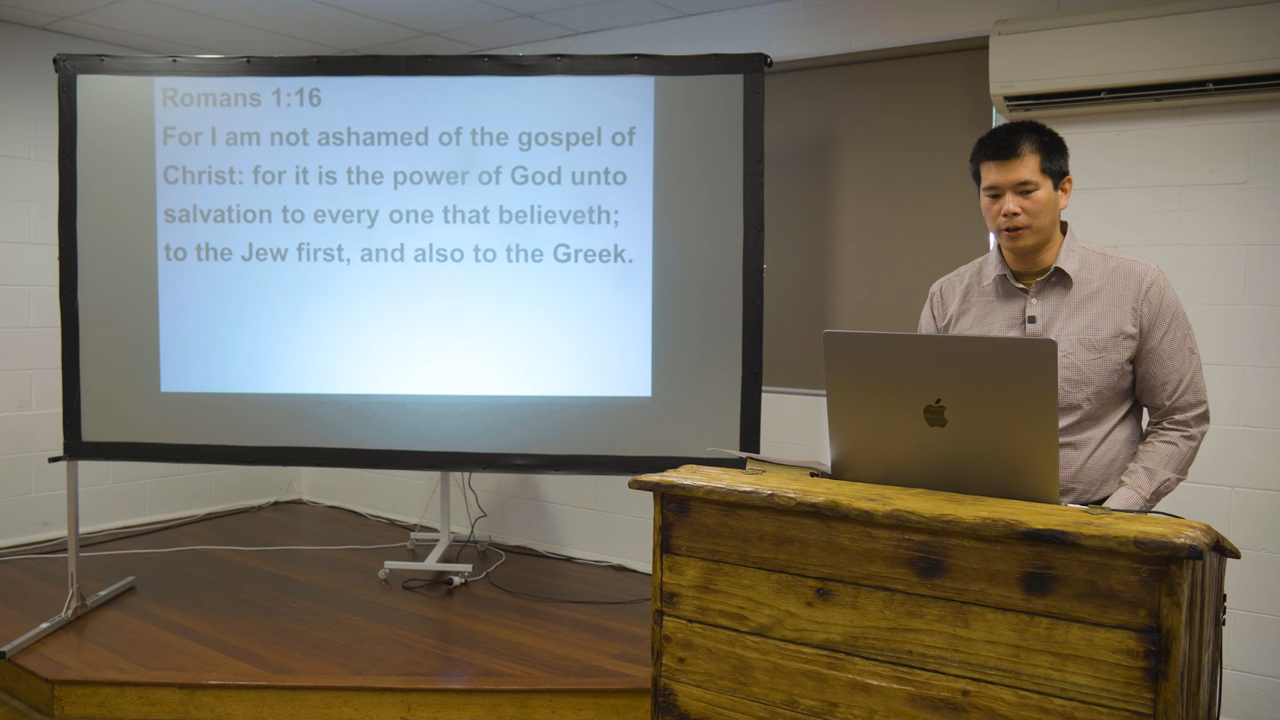 Romans 1:16
For I am not ashamed of the gospel of
Christ: for it is the power of God unto
salvation to every one that believeth;
to the Jew first, and also to the Greek.